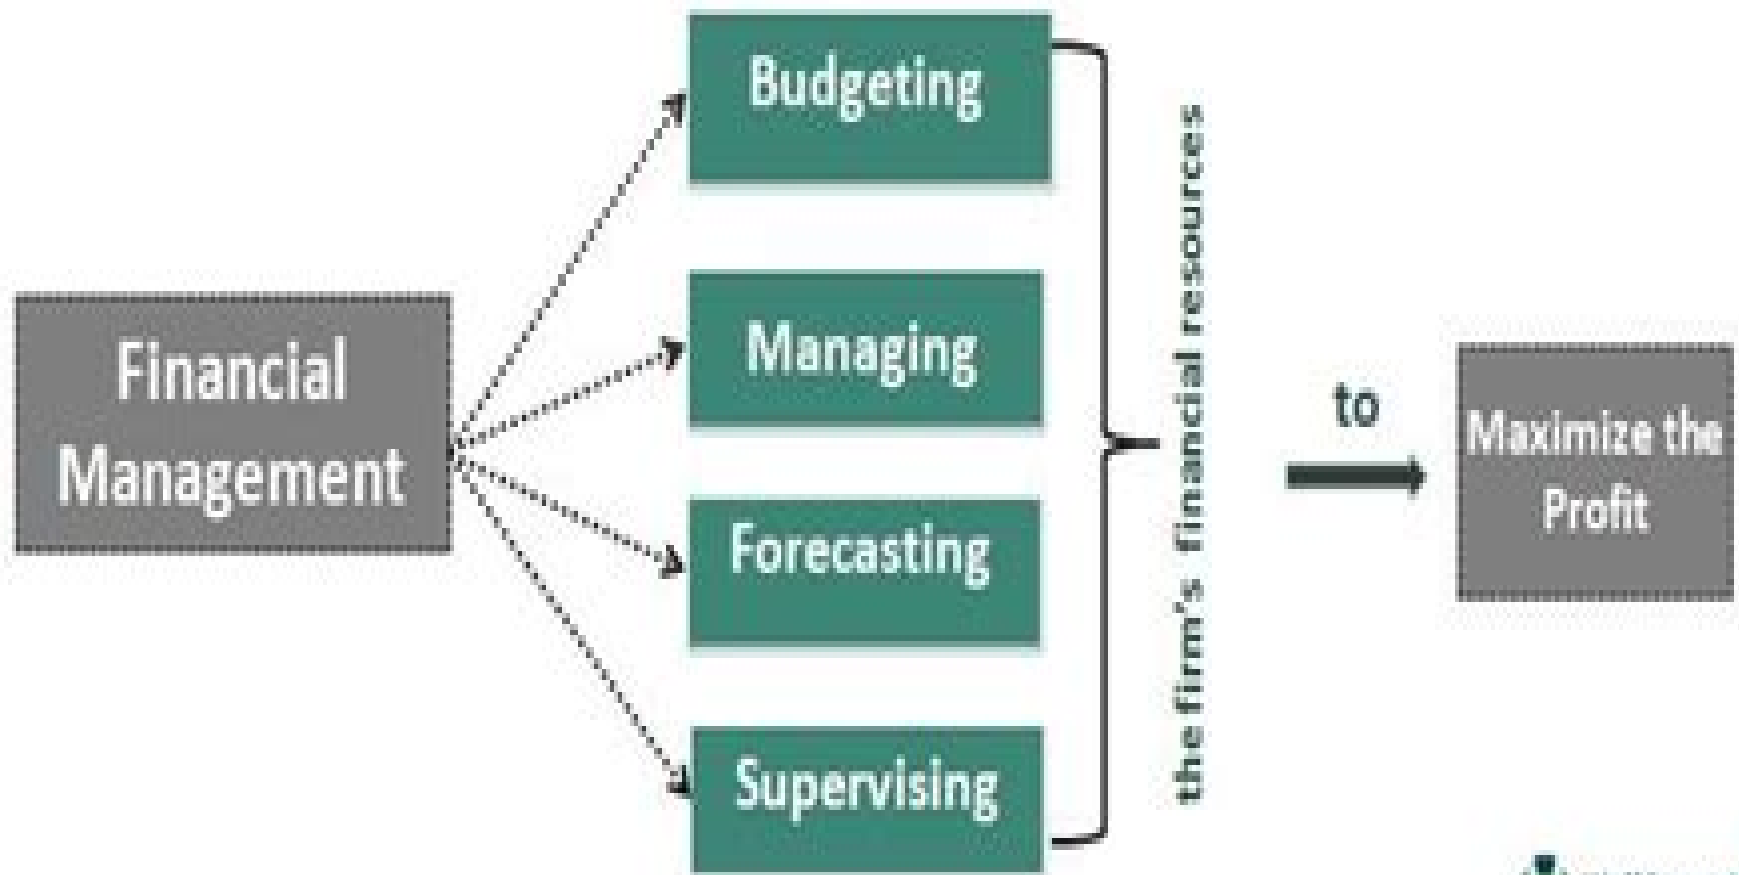 Financial
Management
Budgeting
Managing
Forecasting
Supervising
the firm's financial resources
to
Maximize the
Profit